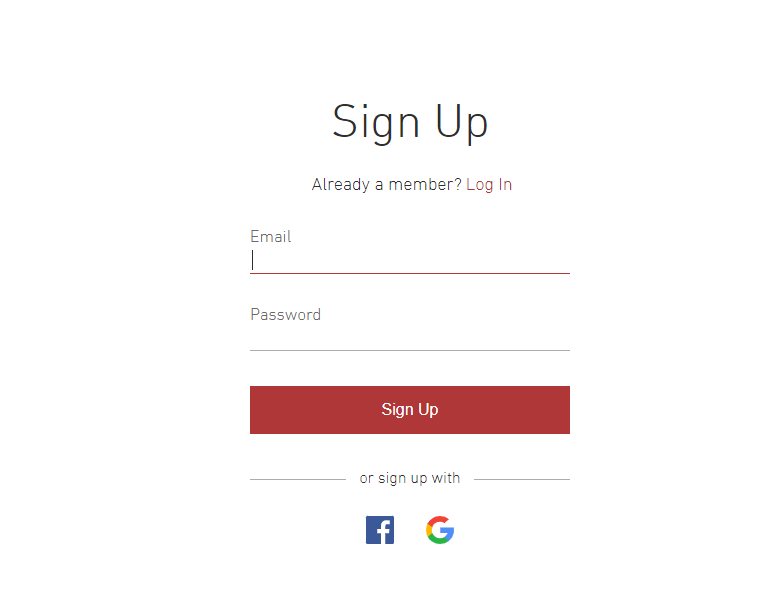 Sign Up
Already a member? Log In
Email
Password
Sign Up
or sign up with